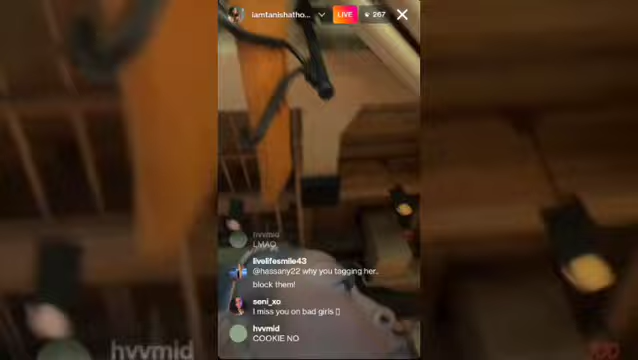 iamtanishatho...
LIVE
267
hvvmid
LMAO
livelifesmile43
@hassany22 why you tagging her..
block them!
seni_xo
I miss you on bad girls
hvvmid
COOKIE NO
hvvmid